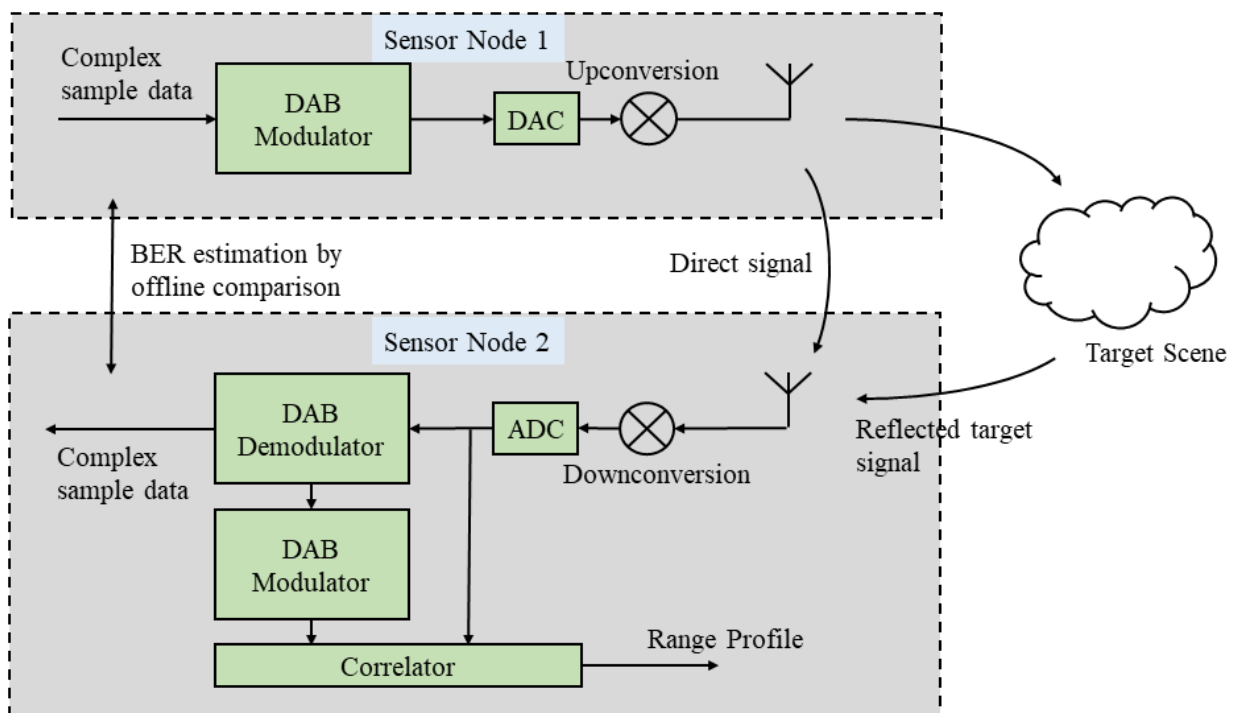 Sensor Node 1
Complex
sample data
DAB
Modulator
DAC
Upconversion
BER estimation by
offline comparison
Direct signal
Target Scene
Sensor Node 2
DAB
Demodulator
ADC
Downconversion
Reflected target
signal
Complex
sample data
DAB
Modulator
Correlator
Range Profile